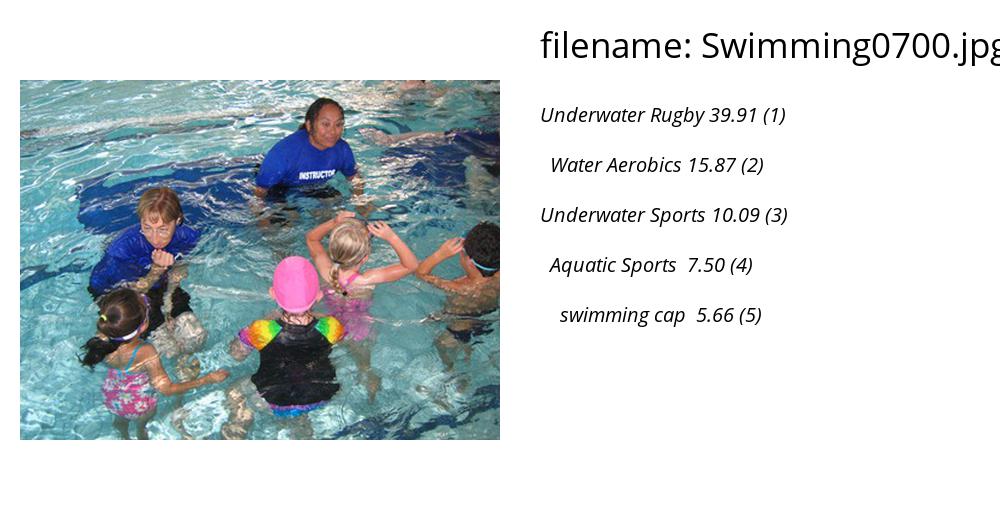 filename: Swimming0700.jpg
Underwater Rugby 39.91 (1)
Water Aerobics 15.87 (2)
Underwater Sports 10.09 (3)
Aquatic Sports 7.50 (4)
swimming cap 5.66 (5)
INSTRUCTOR